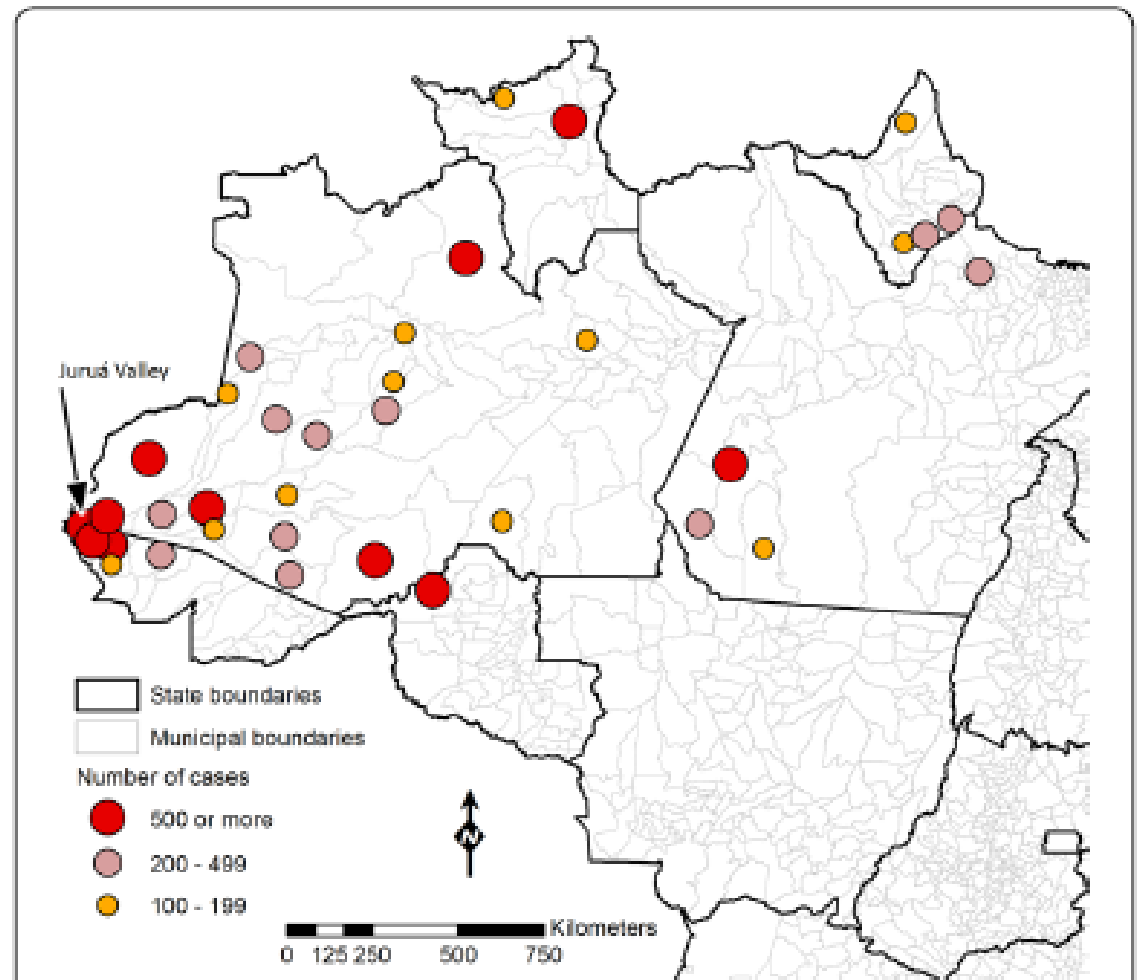 Juruá Valley
State boundaries
Municipal boundaries
Number of cases
500 or more
200 - 499
100 - 199
N
Kilometers
0 125 250 500 750